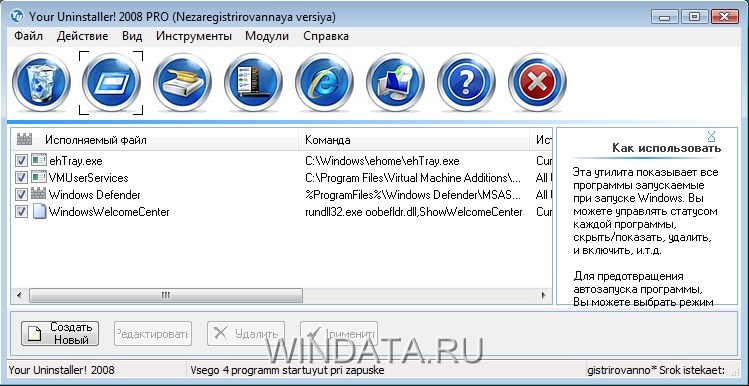 Your Uninstaller! 2008 PRO (Nezaregistrirovannaya versiya)
Файл Действие Вид Инструменты Модули Справка
Исполняемый файл Команда Ист
ehTray.exe C:\Windows\ehome\ehTray.exe Cur
VMUserServices C:\Program Files\Virtual Machine Additions\... All U
Windows Defender %ProgramFiles%\Windows Defender\MSAS... All U
WindowsWelcomeCenter rundll32.exe oobefldr.dll,ShowWelcomeCenter Cur
Как использовать
Эта утилита показывает все
программы запускаемые
при запуске Windows. Вы
можете управлять статусом
каждой программы,
скрыть/показать, удалить,
и включить, и.т.д.
Для предотвращения
автозапуска программы,
Вы можете выбрать режим
Создать
Новый
Редактировать
Удалить
Применить
WINDATA.RU
Your Uninstaller! 2008 Vsego 4 programm startuyut pri zapuske gistrirovanno* Srok istekaet: